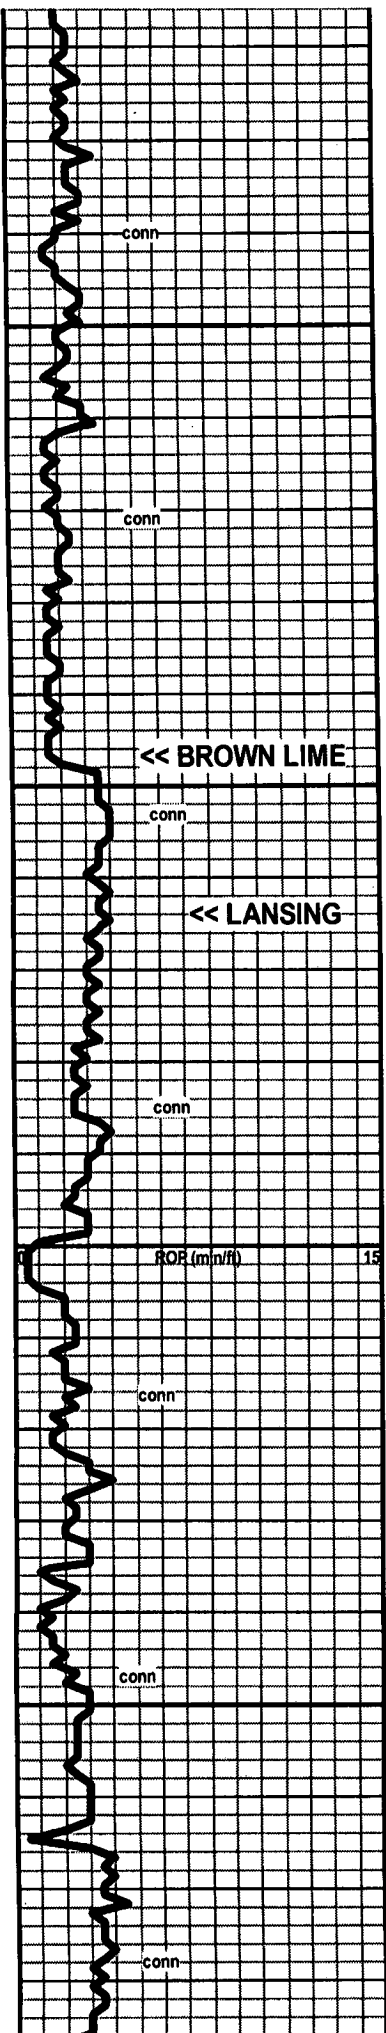 conn
conn
<< BROWN LIME
conn
<< LANSING
conn
0 ROP (min/ft) 15
conn
conn
conn